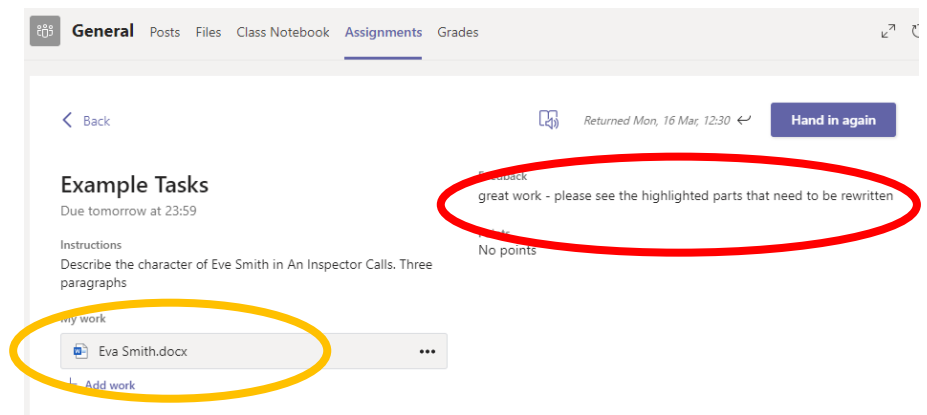 General Posts Files Class Notebook Assignments Grades
Back
Returned Mon, 16 Mar, 12:30
Hand in again
Example Tasks
Due tomorrow at 23:59
Instructions
Describe the character of Eve Smith in An Inspector Calls. Three
paragraphs
My work
Eva Smith.docx
Add work
Feedback
great work - please see the highlighted parts that need to be rewritten
Points
No points